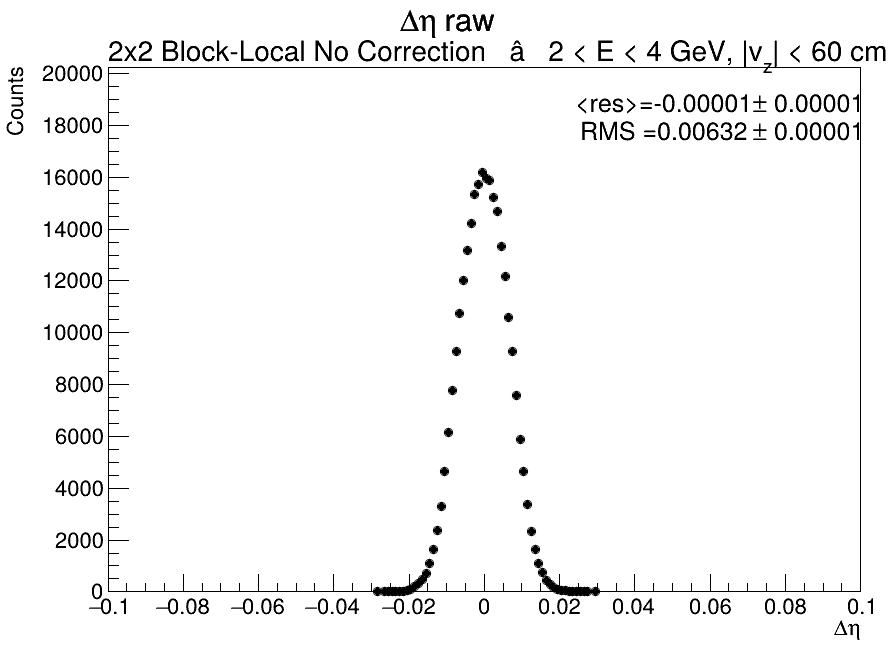 Δη raw
2x2 Block-Local No Correction â 2 < E < 4 GeV, |v_z| < 60 cm
<res>=-0.00001± 0.00001
RMS =0.00632± 0.00001
Counts
20000
18000
16000
14000
12000
10000
8000
6000
4000
2000
0
−0.1 −0.08 −0.06 −0.04 −0.02 0 0.02 0.04 0.06 0.08 0.1
Δη